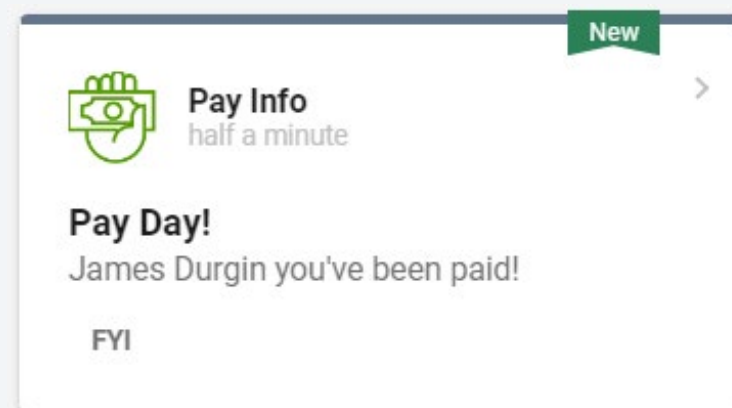 New
Pay Info
half a minute
Pay Day!
James Durgin you've been paid!
FYI